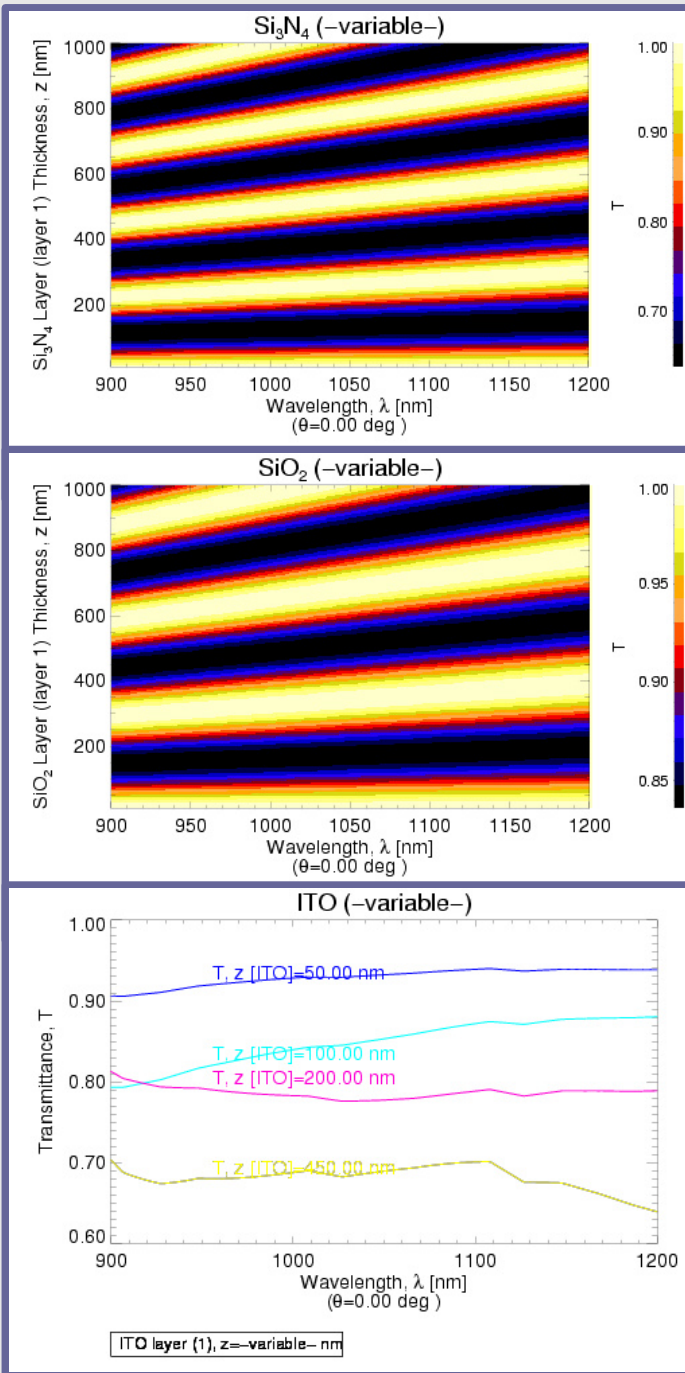 Si₃N₄ (–variable–)
Si₃N₄ Layer (layer 1) Thickness, z [nm]
1000
800
600
400
200
900
950
1000
1050
1100
1150
1200
Wavelength, λ [nm]
(θ=0.00 deg )
T
1.00
0.90
0.80
0.70
SiO₂ (–variable–)
SiO₂ Layer (layer 1) Thickness, z [nm]
1000
800
600
400
200
900
950
1000
1050
1100
1150
1200
Wavelength, λ [nm]
(θ=0.00 deg )
T
1.00
0.95
0.90
0.85
ITO (–variable–)
Transmittance, T
1.00
0.90
0.80
0.70
0.60
T, z [ITO]=50.00 nm
T, z [ITO]=100.00 nm
T, z [ITO]=200.00 nm
T, z [ITO]=450.00 nm
900
1000
1100
1200
Wavelength, λ [nm]
(θ=0.00 deg )
ITO layer (1), z=–variable– nm